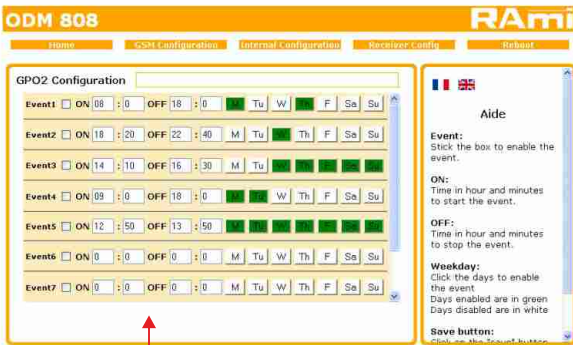 ODM 808
RAmi
Home
GSM Configuration
Internal Configuration
Receiver Config
Reboot
GPO2 Configuration
Event1 ON 08 : 0 OFF 18 : 0 M Tu W Th F Sa Su
Event2 ON 18 : 20 OFF 22 : 40 M Tu W Th F Sa Su
Event3 ON 14 : 10 OFF 16 : 30 M Tu W Th F Sa Su
Event4 ON 09 : 0 OFF 18 : 0 M Tu W Th F Sa Su
Event5 ON 12 : 50 OFF 13 : 50 M Tu W Th F Sa Su
Event6 ON 0 : 0 OFF 0 : 0 M Tu W Th F Sa Su
Event7 ON 0 : 0 OFF 0 : 0 M Tu W Th F Sa Su
Aide
Event:
Stick the box to enable the
event.
ON:
Time in hour and minutes
to start the event.
OFF:
Time in hour and minutes
to stop the event.
Weekday:
Click the days to enable
the event
Days enabled are in green
Days disabled are in white
Save button:
Click on the "save" button